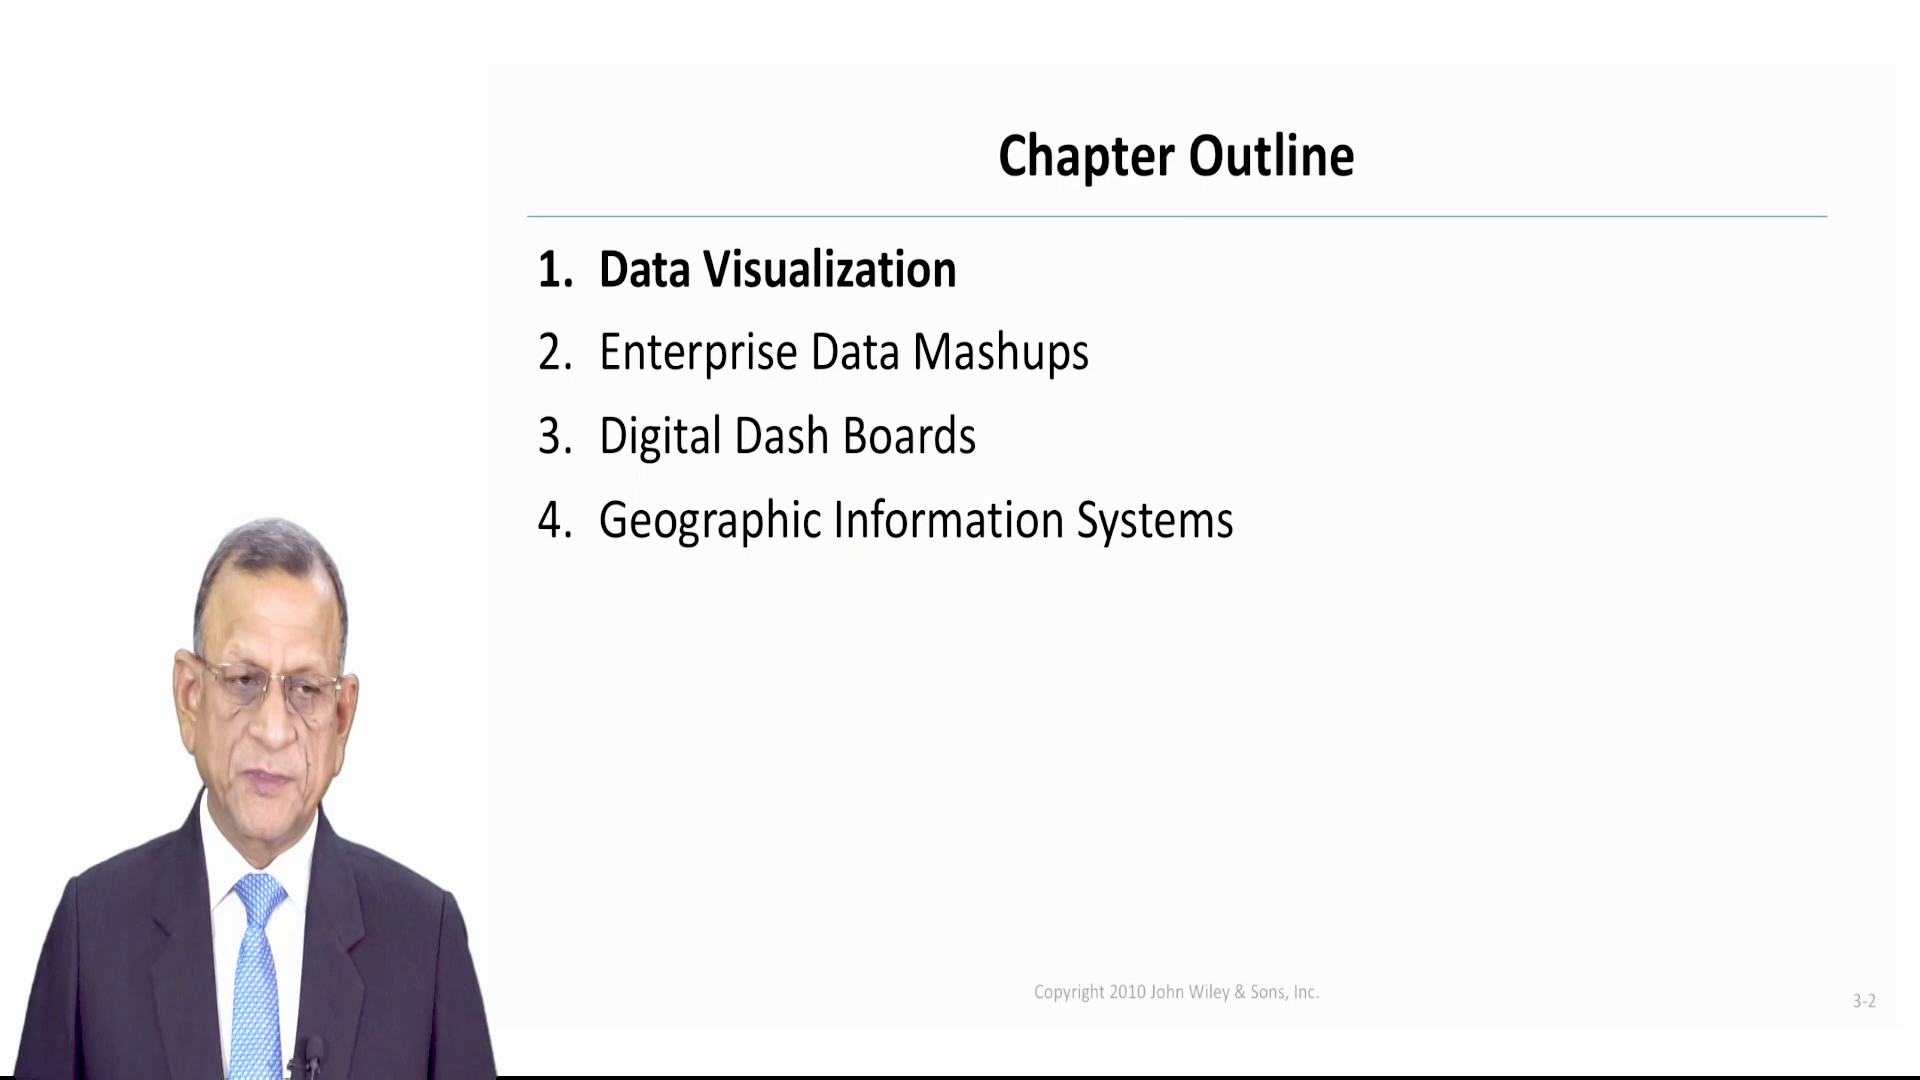 Chapter Outline
1. Data Visualization
2. Enterprise Data Mashups
3. Digital Dash Boards
4. Geographic Information Systems
Copyright 2010 John Wiley & Sons, Inc.
3-2